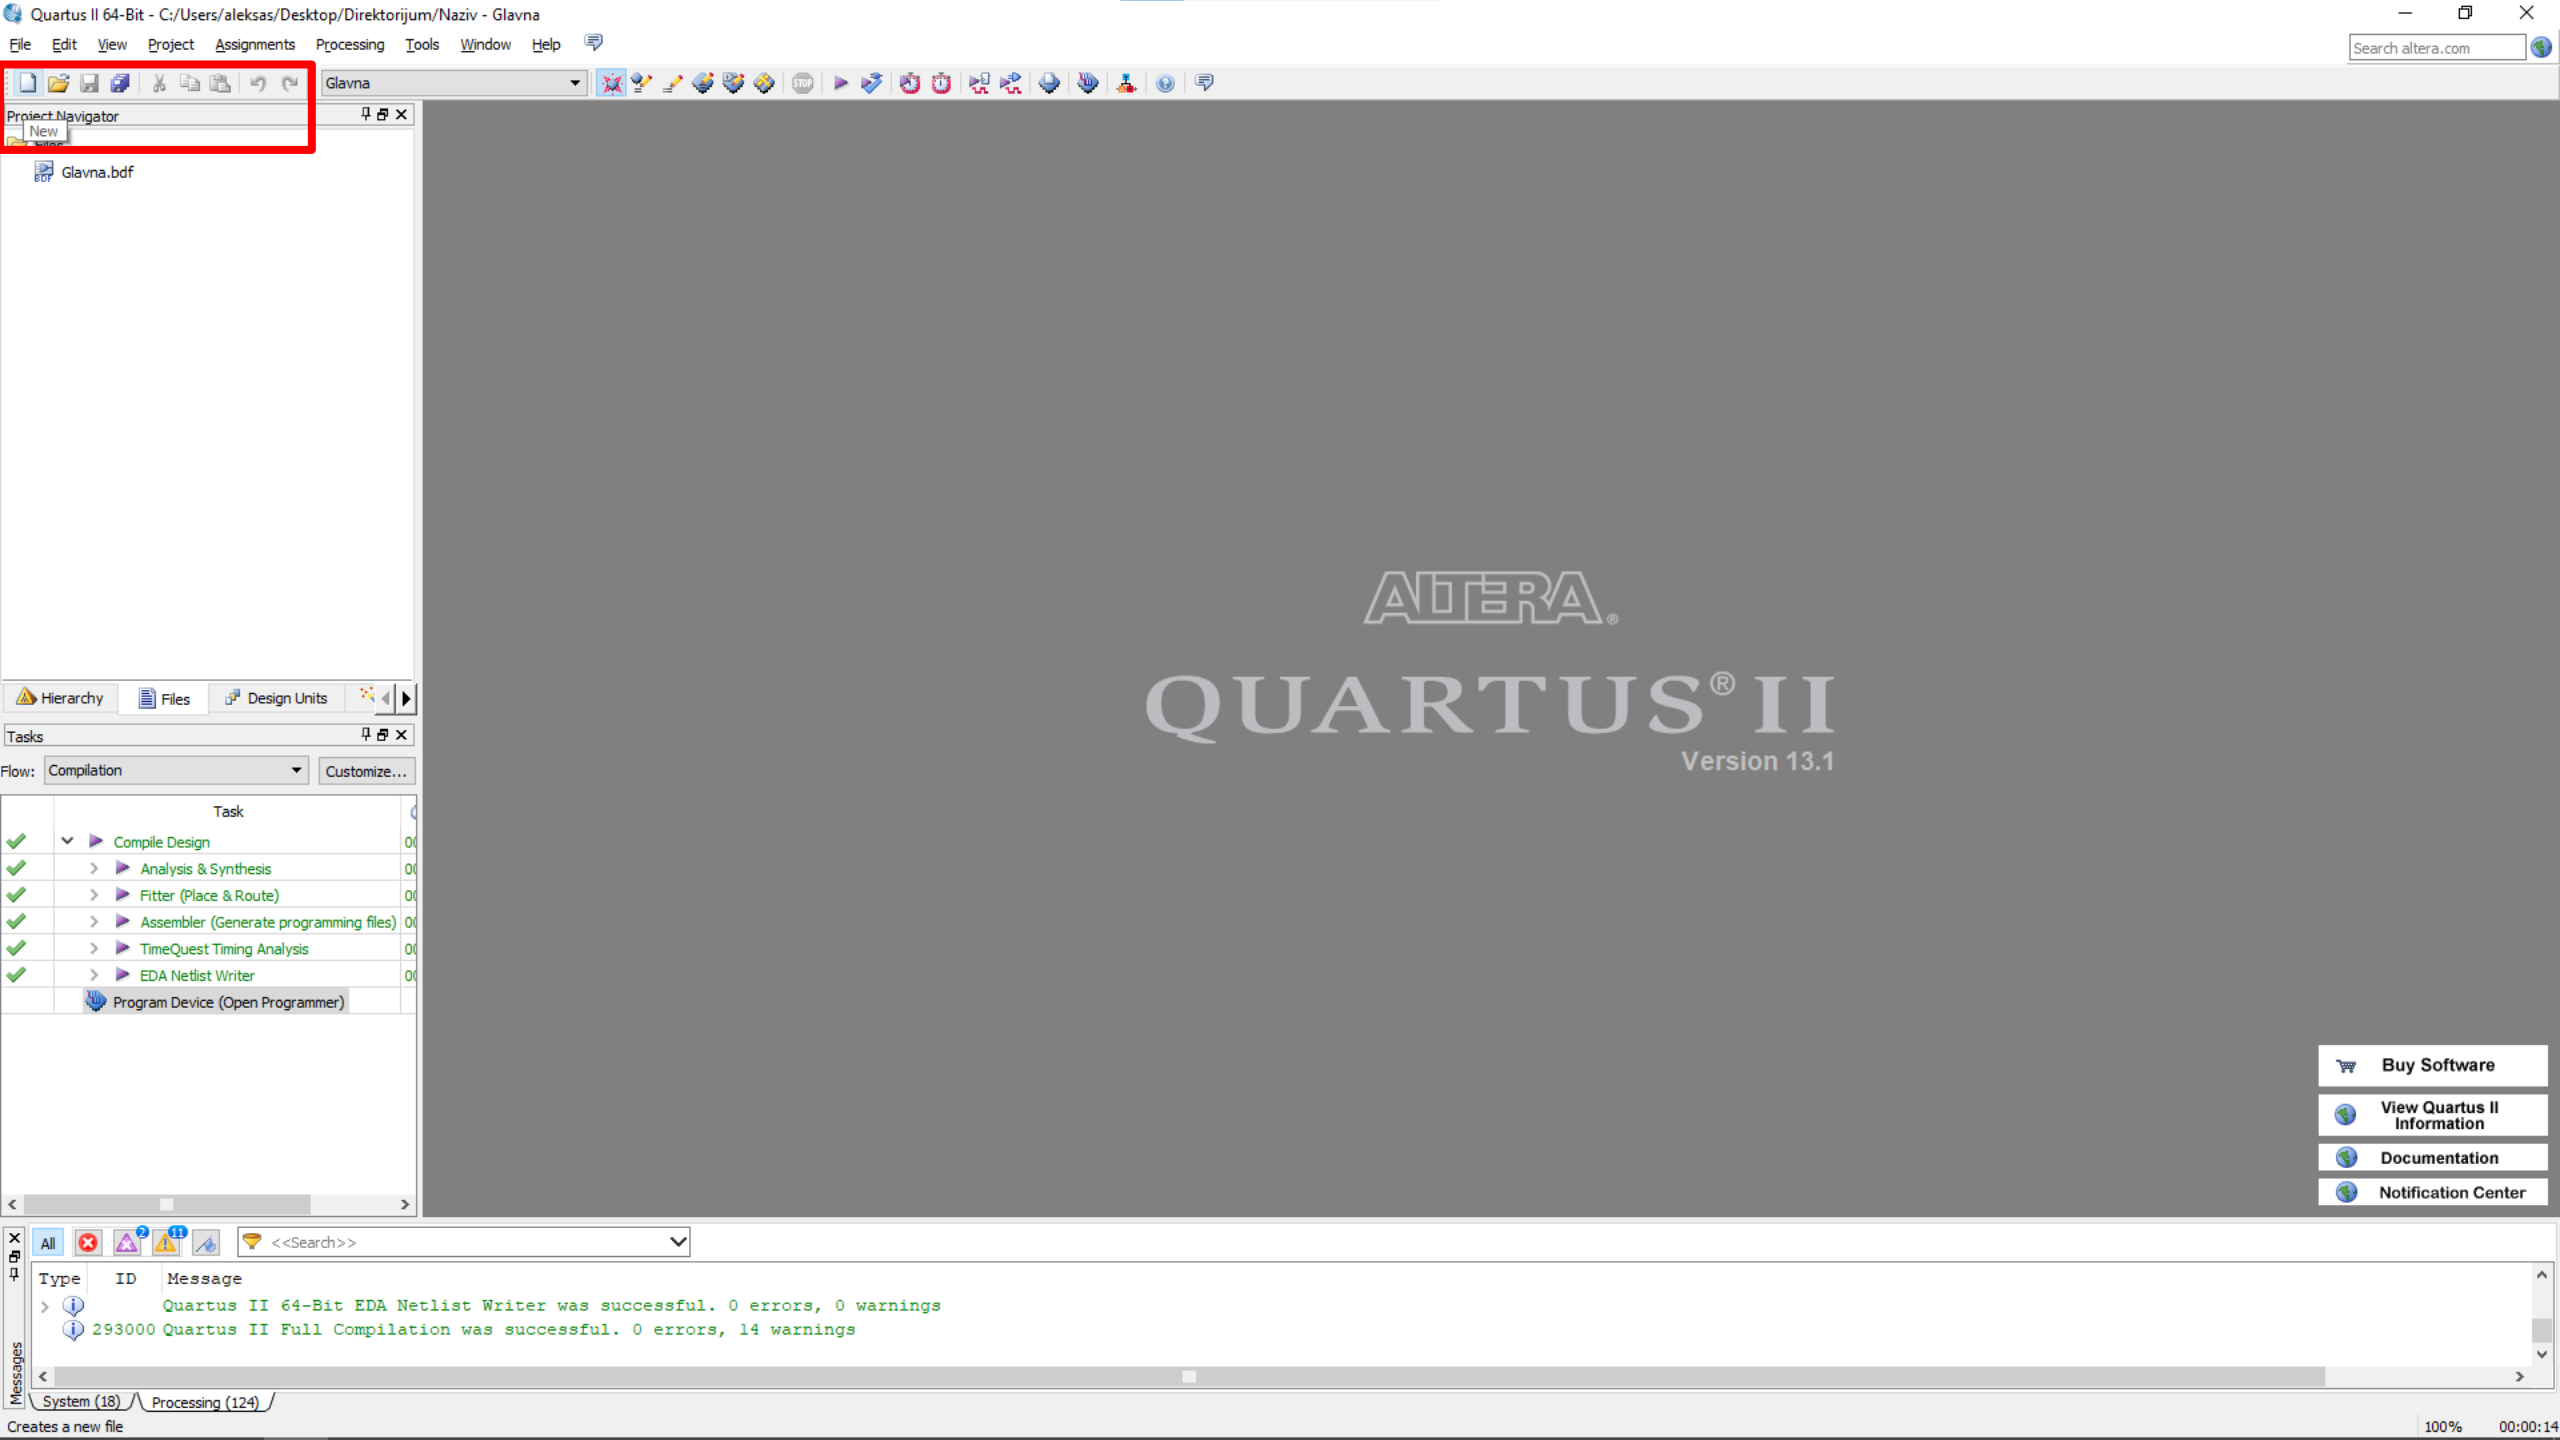 Quartus II 64-Bit - C:/Users/aleksas/Desktop/Direktorijum/Naziv - Glavna
File Edit View Project Assignments Processing Tools Window Help
Search altera.com
STOP
Glavna
Project Navigator
New
Files
BDF Glavna.bdf
ALTERA®
QUARTUS® II
Version 13.1
Hierarchy Files Design Units
Tasks
Flow: Compilation Customize...
Task
Compile Design
Analysis & Synthesis
Fitter (Place & Route)
Assembler (Generate programming files)
TimeQuest Timing Analysis
EDA Netlist Writer
Program Device (Open Programmer)
Buy Software
View Quartus II
Information
Documentation
Notification Center
All 2 11 <<Search>>
Type ID Message
Quartus II 64-Bit EDA Netlist Writer was successful. 0 errors, 0 warnings
293000 Quartus II Full Compilation was successful. 0 errors, 14 warnings
Messages
System (18) Processing (124)
Creates a new file
100% 00:00:14